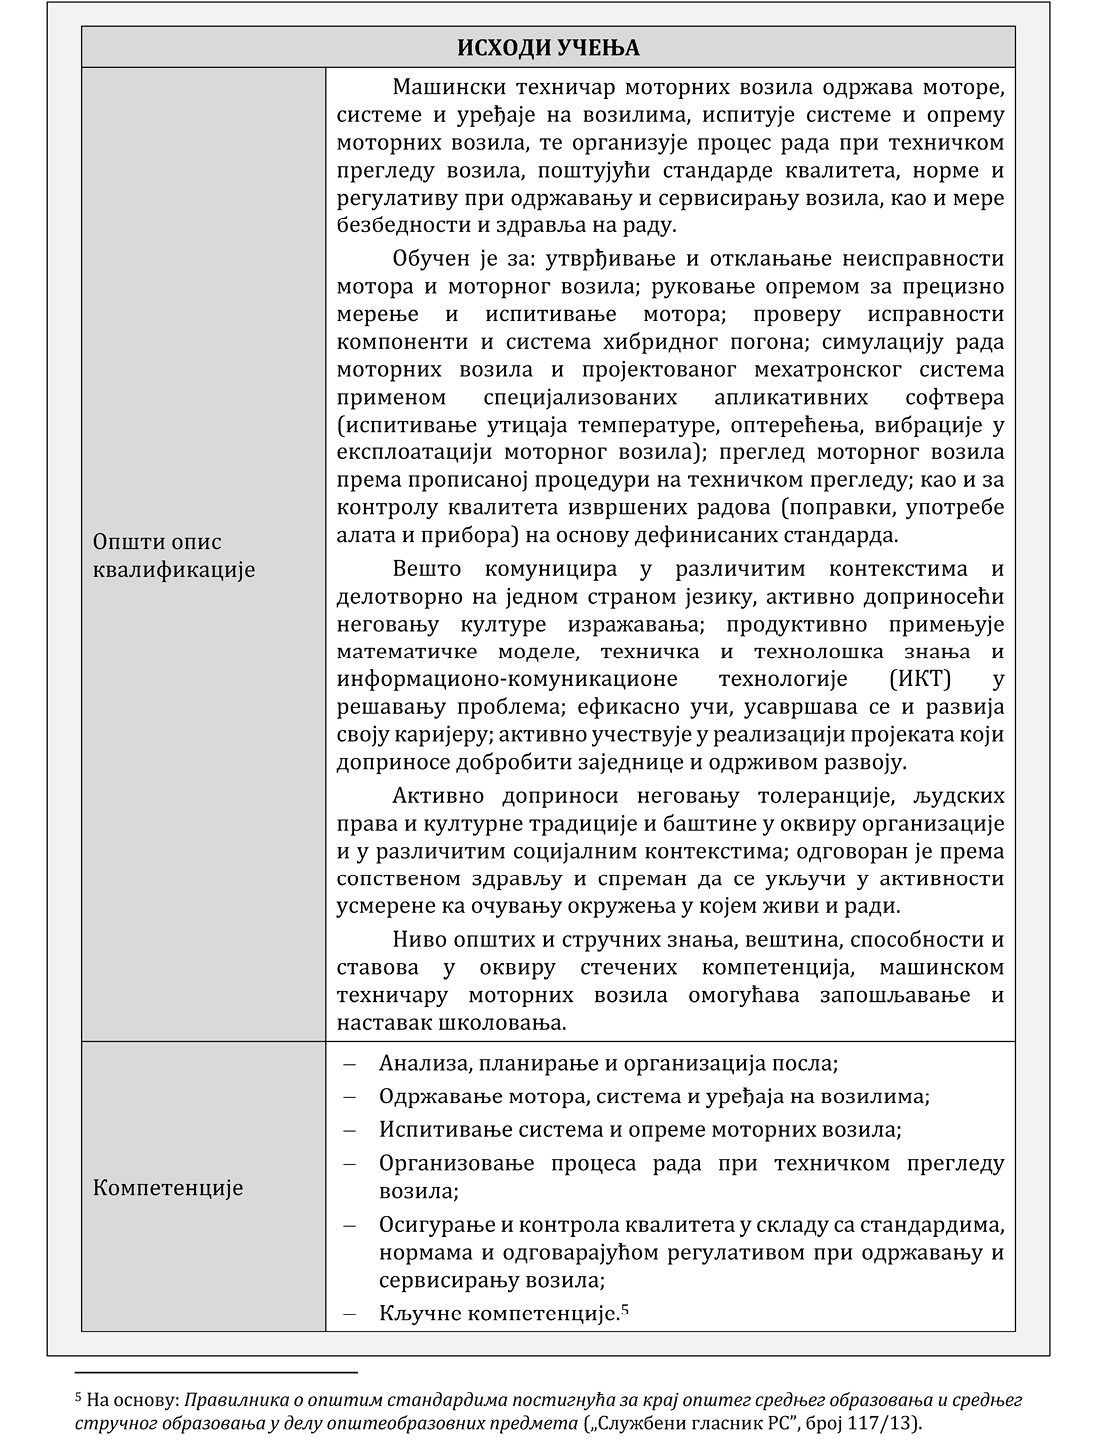 ИСХОДИ УЧЕЊА
Општи опис
квалификације
Машински техничар моторних возила одржава моторе,
системе и уређаје на возилима, испитује системе и опрему
моторних возила, те организује процес рада при техничком
прегледу возила, поштујући стандарде квалитета, норме и
регулативу при одржавању и сервисирању возила, као и мере
безбедности и здравља на раду.
Обучен је за: утврђивање и отклањање неисправности
мотора и моторног возила; руковање опремом за прецизно
мерење и испитивање мотора; проверу исправности
компоненти и система хибридног погона; симулацију рада
моторних возила и пројектованог мехатронског система
применом специјализованих апликативних софтвера
(испитивање утицаја температуре, оптерећења, вибрације у
експлоатацији моторног возила); преглед моторног возила
према прописаној процедури на техничком прегледу; као и за
контролу квалитета извршених радова (поправки, употребе
алата и прибора) на основу дефинисаних стандарда.
Вешто комуницира у различитим контекстима и
делотворно на једном страном језику, активно доприносећи
неговању културе изражавања; продуктивно примењује
математичке моделе, техничка и технолошка знања и
информационо-комуникационе технологије (ИКТ) у
решавању проблема; ефикасно учи, усавршава се и развија
своју каријеру; активно учествује у реализацији пројеката који
доприносе добробити заједнице и одрживом развоју.
Активно доприноси неговању толеранције, људских
права и културне традиције и баштине у оквиру организације
и у различитим социјалним контекстима; одговоран је према
сопственом здрављу и спреман да се укључи у активности
усмерене ка очувању окружења у којем живи и ради.
Ниво општих и стручних знања, вештина, способности и
ставова у оквиру стечених компетенција, машинском
техничару моторних возила омогућава запошљавање и
наставак школовања.
Компетенције
– Анализа, планирање и организација посла;
– Одржавање мотора, система и уређаја на возилима;
– Испитивање система и опреме моторних возила;
– Организовање процеса рада при техничком прегледу
возила;
– Осигурање и контрола квалитета у складу са стандардима,
нормама и одговарајућом регулативом при одржавању и
сервисирању возила;
– Кључне компетенције.⁵
⁵ На основу: Правилника о општим стандардима постигнућа за крај општег средњег образовања и средњег
стручног образовања у делу општеобразовних предмета („Службени гласник РС”, број 117/13).